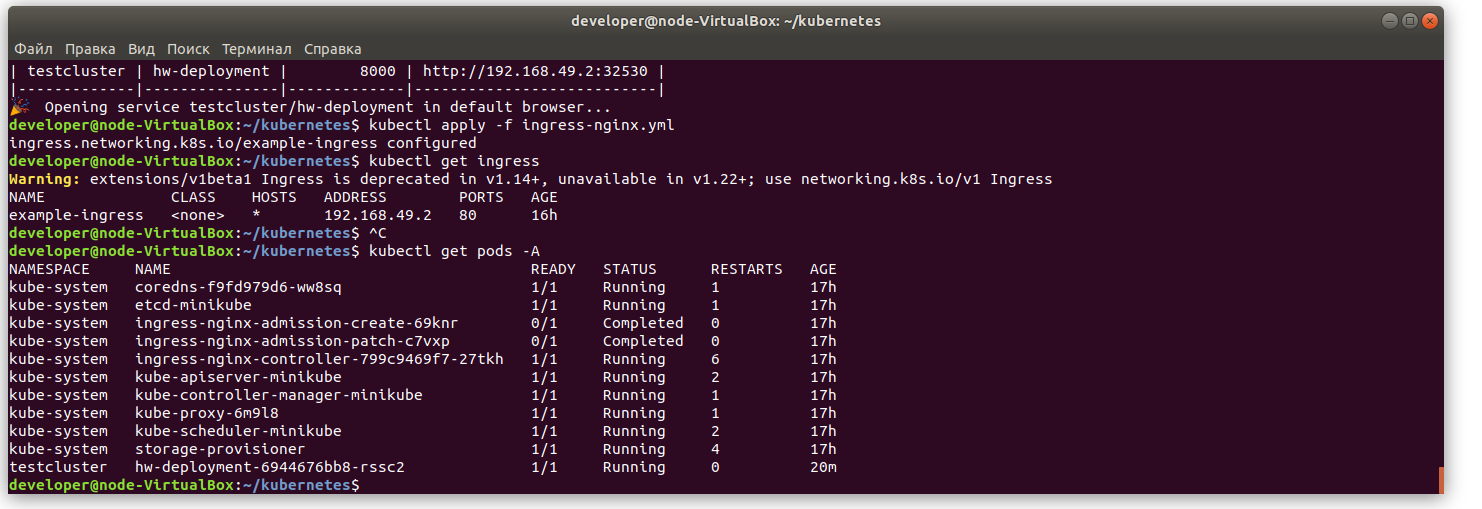 developer@node-VirtualBox: ~/kubernetes
Файл Правка Вид Поиск Терминал Справка
| testcluster | hw-deployment |        8000 | http://192.168.49.2:32530 |
|-------------|---------------|-------------|---------------------------|
🎉  Opening service testcluster/hw-deployment in default browser...
developer@node-VirtualBox:~/kubernetes$ kubectl apply -f ingress-nginx.yml
ingress.networking.k8s.io/example-ingress configured
developer@node-VirtualBox:~/kubernetes$ kubectl get ingress
Warning: extensions/v1beta1 Ingress is deprecated in v1.14+, unavailable in v1.22+; use networking.k8s.io/v1 Ingress
NAME              CLASS    HOSTS   ADDRESS        PORTS   AGE
example-ingress   <none>   *       192.168.49.2   80      16h
developer@node-VirtualBox:~/kubernetes$ ^C
developer@node-VirtualBox:~/kubernetes$ kubectl get pods -A
NAMESPACE     NAME                                        READY   STATUS      RESTARTS   AGE
kube-system   coredns-f9fd979d6-ww8sq                     1/1     Running     1          17h
kube-system   etcd-minikube                               1/1     Running     1          17h
kube-system   ingress-nginx-admission-create-69knr        0/1     Completed   0          17h
kube-system   ingress-nginx-admission-patch-c7vxp         0/1     Completed   0          17h
kube-system   ingress-nginx-controller-799c9469f7-27tkh   1/1     Running     6          17h
kube-system   kube-apiserver-minikube                     1/1     Running     2          17h
kube-system   kube-controller-manager-minikube            1/1     Running     1          17h
kube-system   kube-proxy-6m9l8                            1/1     Running     1          17h
kube-system   kube-scheduler-minikube                     1/1     Running     2          17h
kube-system   storage-provisioner                         1/1     Running     4          17h
testcluster   hw-deployment-6944676bb8-rssc2              1/1     Running     0          20m
developer@node-VirtualBox:~/kubernetes$